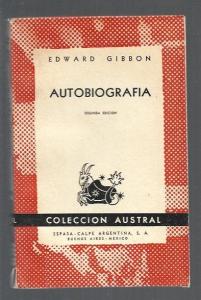 EDWARD GIBBON
AUTOBIOGRAFIA
SEGUNDA EDICION
COLECCION AUSTRAL
ESPASA-CALPE ARGENTINA, S. A.
BUENOS AIRES-MEXICO